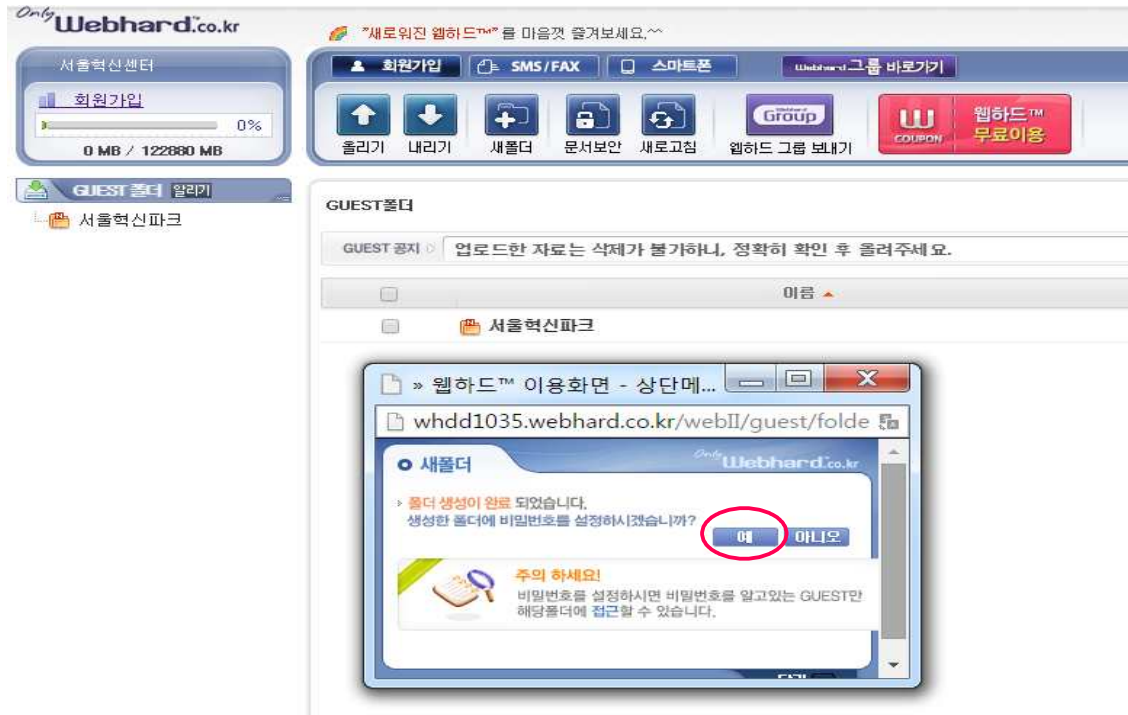 Only Webhard.co.kr
"새로워진 웹하드™"를 마음껏 즐겨보세요.^^
서울혁신센터
회원가입
0%
0 MB / 122880 MB
회원가입 SMS/FAX 스마트폰 Webhard 그룹 바로가기
올리기 내리기 새폴더 문서보안 새로고침 Webhard Group 웹하드 그룹 보내기 W COUPON 웹하드™ 무료이용
GUEST 폴더 알리기
서울혁신파크
GUEST폴더
GUEST 공지 업로드한 자료는 삭제가 불가하니, 정확히 확인 후 올려주세요.
이름
서울혁신파크
» 웹하드™ 이용화면 - 상단메...
whdd1035.webhard.co.kr/webII/guest/folde
새폴더
Only Webhard.co.kr
폴더 생성이 완료 되었습니다.
생성한 폴더에 비밀번호를 설정하시겠습니까?
예 아니오
주의 하세요!
비밀번호를 설정하시면 비밀번호를 알고있는 GUEST만
해당폴더에 접근할 수 있습니다.